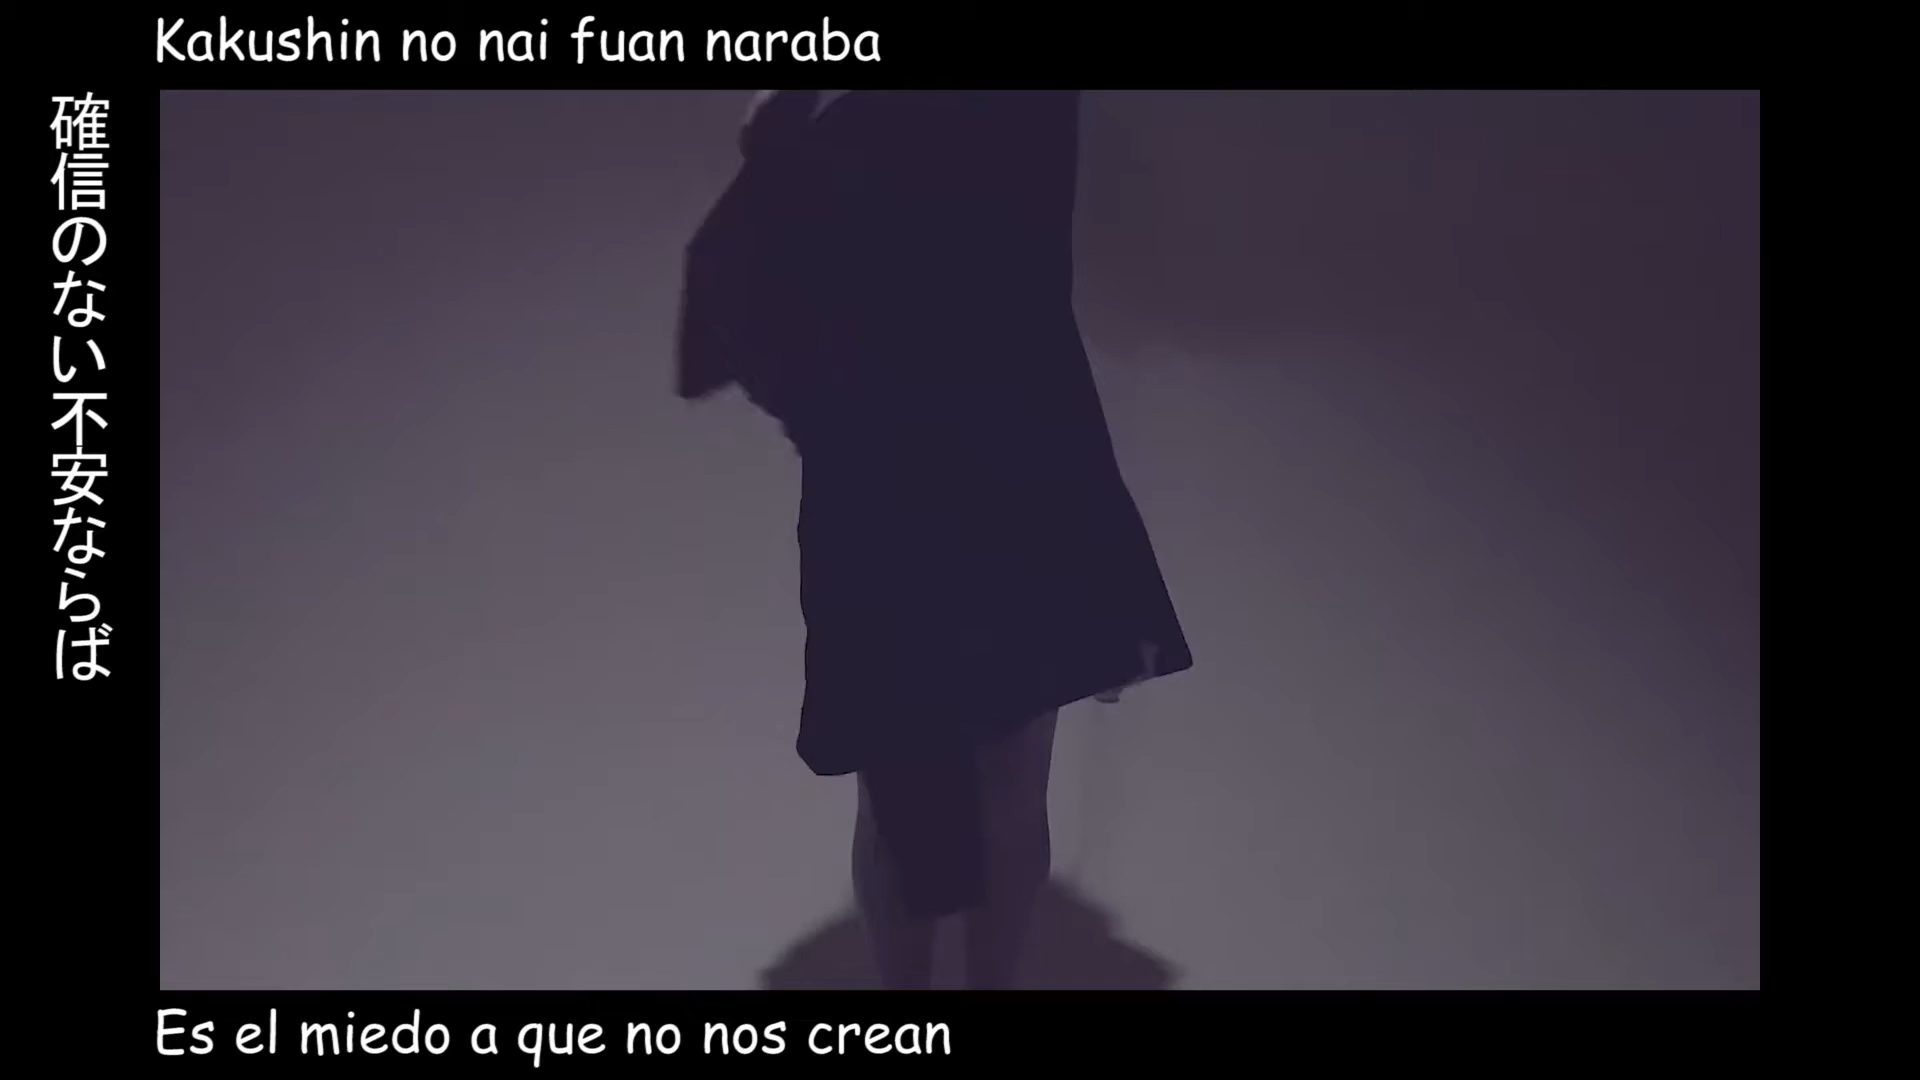 Kakushin no nai fuan naraba
確信のない不安ならば
Es el miedo a que no nos crean